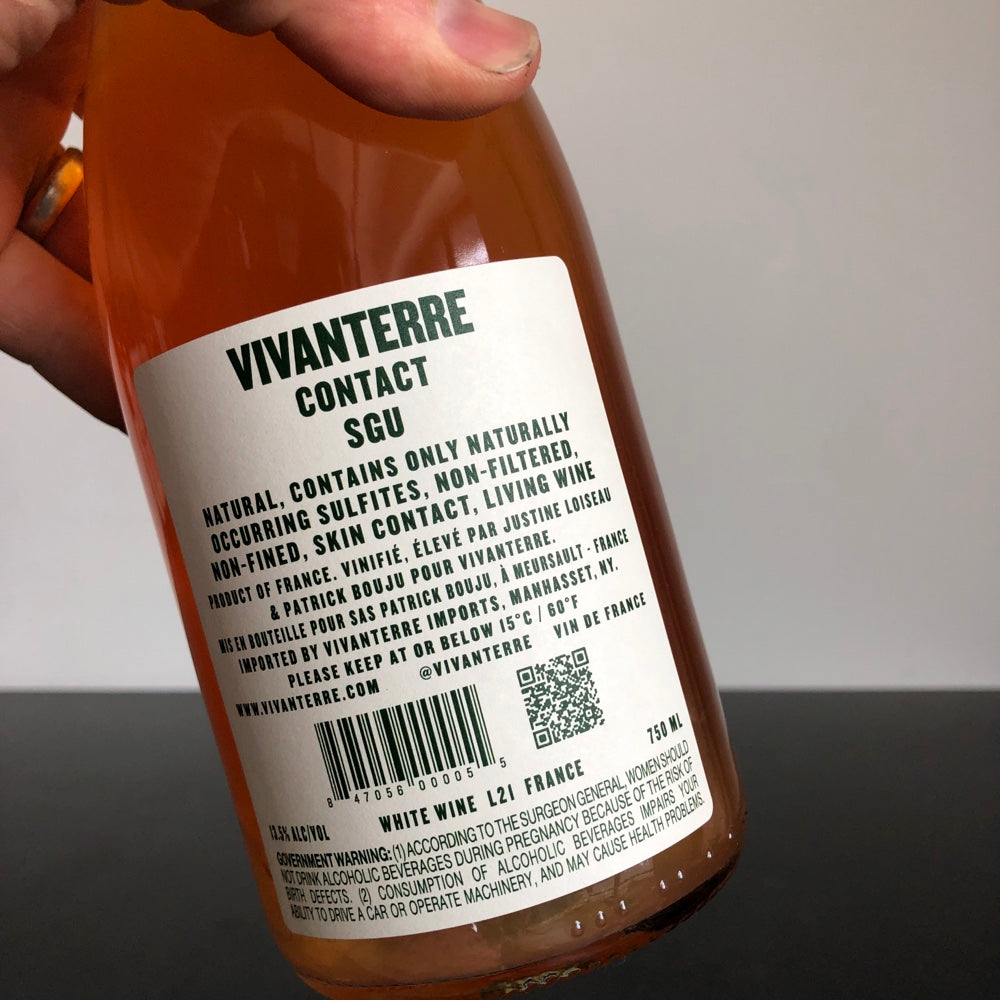 VIVANTERRE
CONTACT
SGU
NATURAL, CONTAINS ONLY NATURALLY
OCCURRING SULFITES, NON-FILTERED,
NON-FINED, SKIN CONTACT, LIVING WINE
PRODUCT OF FRANCE. VINIFIÉ, ÉLEVÉ PAR JUSTINE LOISEAU
& PATRICK BOUJU POUR VIVANTERRE.
MIS EN BOUTEILLE POUR SAS PATRICK BOUJU, À MEURSAULT - FRANCE
IMPORTED BY VIVANTERRE IMPORTS, MANHASSET, NY.
PLEASE KEEP AT OR BELOW 15°C / 60°F
WWW.VIVANTERRE.COM @VIVANTERRE VIN DE FRANCE
8 47056 00005 5
750 ML
13.5% ALC/VOL WHITE WINE L21 FRANCE
GOVERNMENT WARNING: (1) ACCORDING TO THE SURGEON GENERAL, WOMEN SHOULD
NOT DRINK ALCOHOLIC BEVERAGES DURING PREGNANCY BECAUSE OF THE RISK OF
BIRTH DEFECTS. (2) CONSUMPTION OF ALCOHOLIC BEVERAGES IMPAIRS YOUR
ABILITY TO DRIVE A CAR OR OPERATE MACHINERY, AND MAY CAUSE HEALTH PROBLEMS.